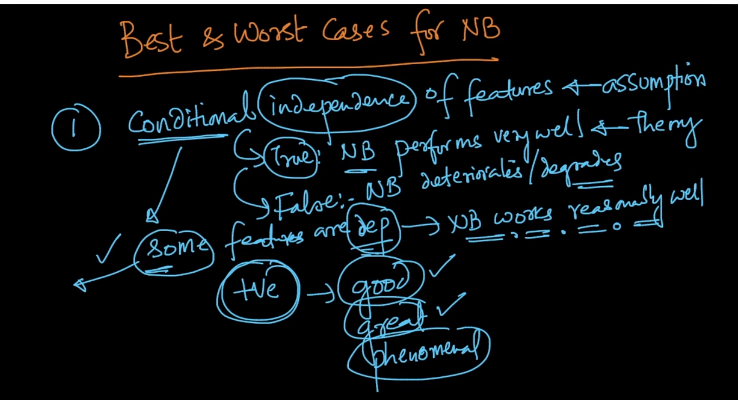 Best & Worst Cases for NB
① Conditional independence of features ← assumption
True: NB performs very well ← Theory
False:- NB deteriorates/degrades
✓ some features are dep → NB works reasonably well
+ve → good ✓
great ✓
phenomenal